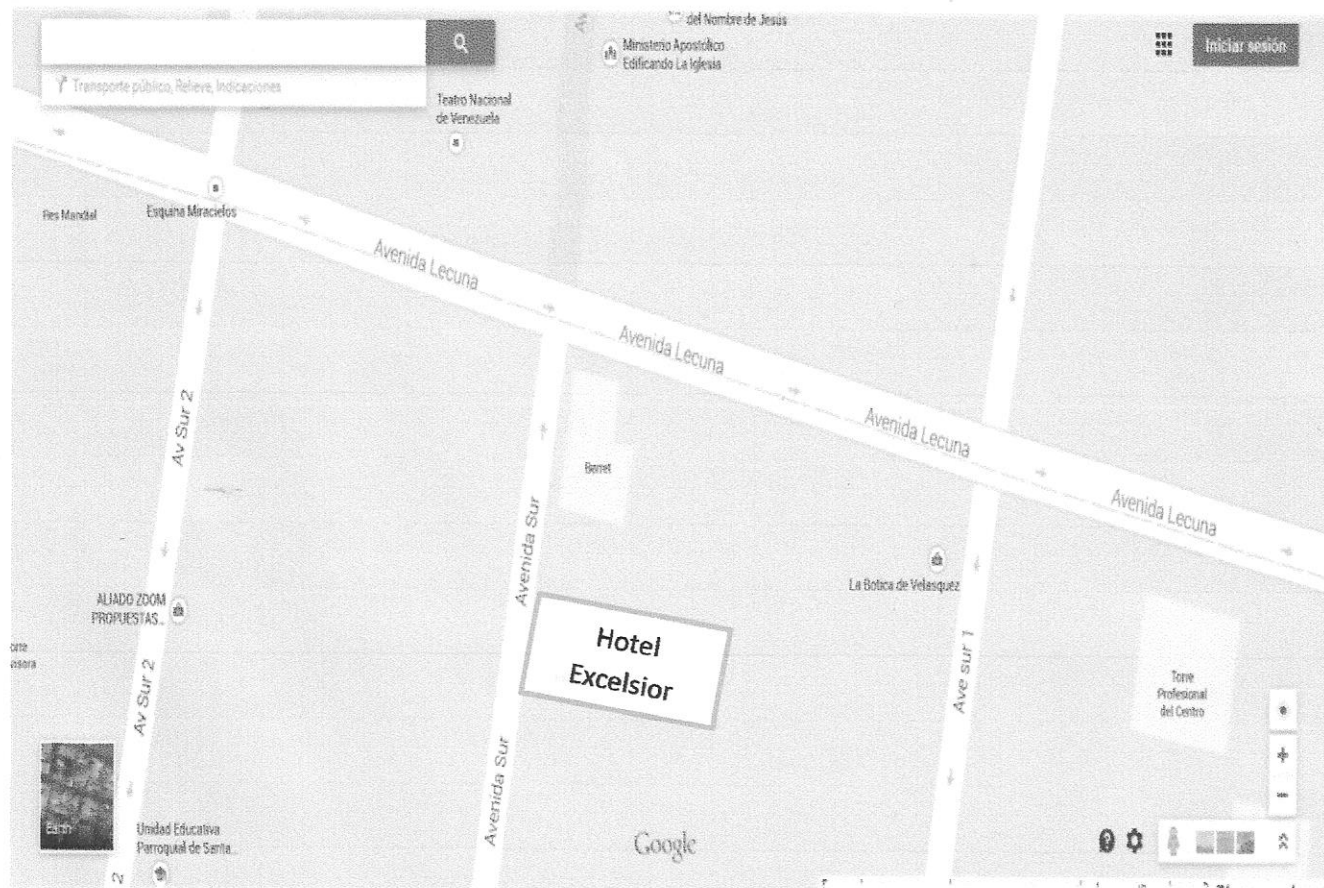 del Nombre de Jesús
Ministerio Apostolico
Edificando La Iglesia
Iniciar sesión
Transporte público, Relieve, Indicaciones
Teatro Nacional
de Venezuela
Esquina Miracielos
Avenida Lecuna
Avenida Lecuna
Avenida Lecuna
Avenida Lecuna
Av Sur 2
Berret
Avenida Sur
La Botica de Velasquez
ALIADO ZOOM
PROPUESTAS...
Hotel
Excelsior
Av Sur 2
Ave sur 1
Torre
Profesional
del Centro
Avenida Sur
Earth
Unidad Educativa
Parroquial de Santa...
Google
2